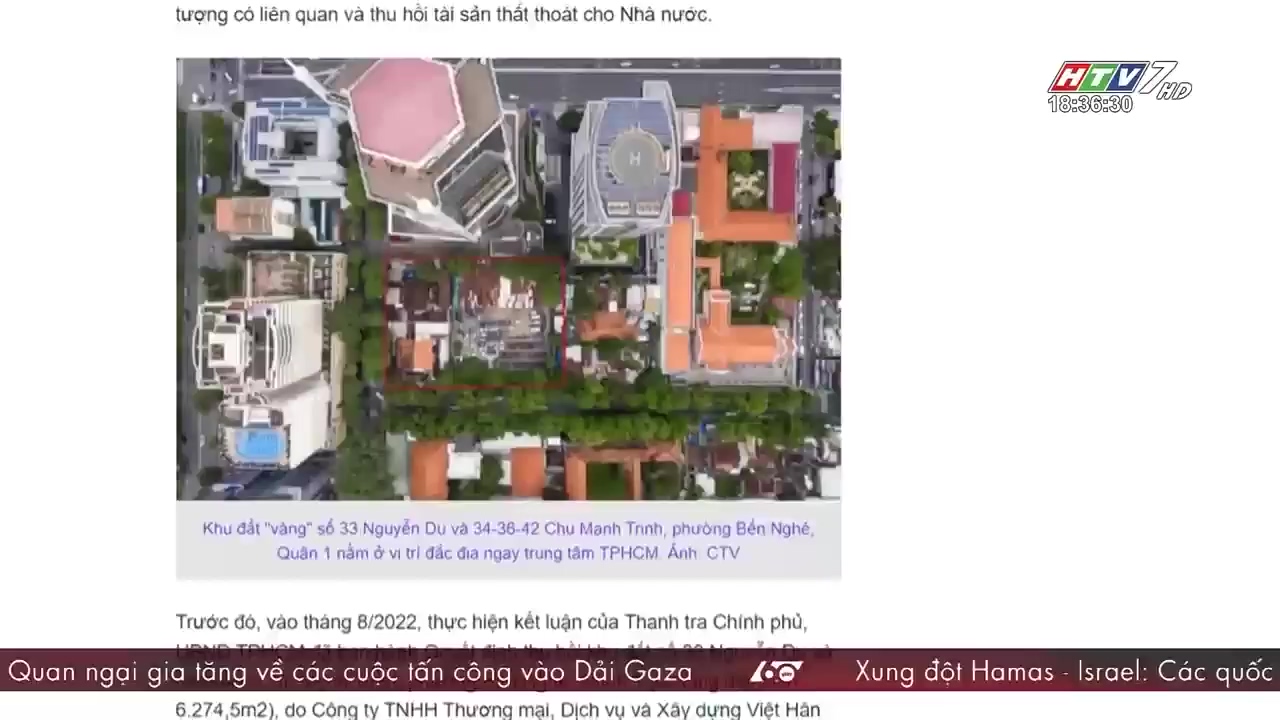 tượng có liên quan và thu hồi tài sản thất thoát cho Nhà nước.
HTV7 HD
18:36:30
H
Khu đất "vàng" số 33 Nguyễn Du và 34-36-42 Chu Mạnh Trinh, phường Bến Nghé,
Quận 1 nằm ở vị trí đắc địa ngay trung tâm TPHCM. Ảnh: CTV
Trước đó, vào tháng 8/2022, thực hiện kết luận của Thanh tra Chính phủ,
Quan ngại gia tăng về các cuộc tấn công vào Dải Gaza
60 giây
Xung đột Hamas - Israel: Các quốc
6.274,5m2), do Công ty TNHH Thương mại, Dịch vụ và Xây dựng Việt Hân